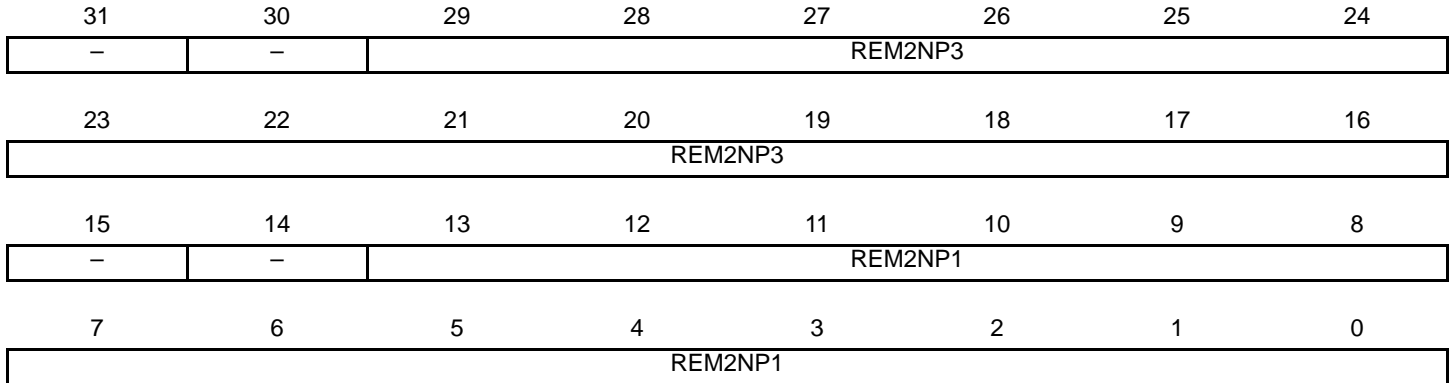 31 30 29 28 27 26 25 24
– – REM2NP3
23 22 21 20 19 18 17 16
REM2NP3
15 14 13 12 11 10 9 8
– – REM2NP1
7 6 5 4 3 2 1 0
REM2NP1